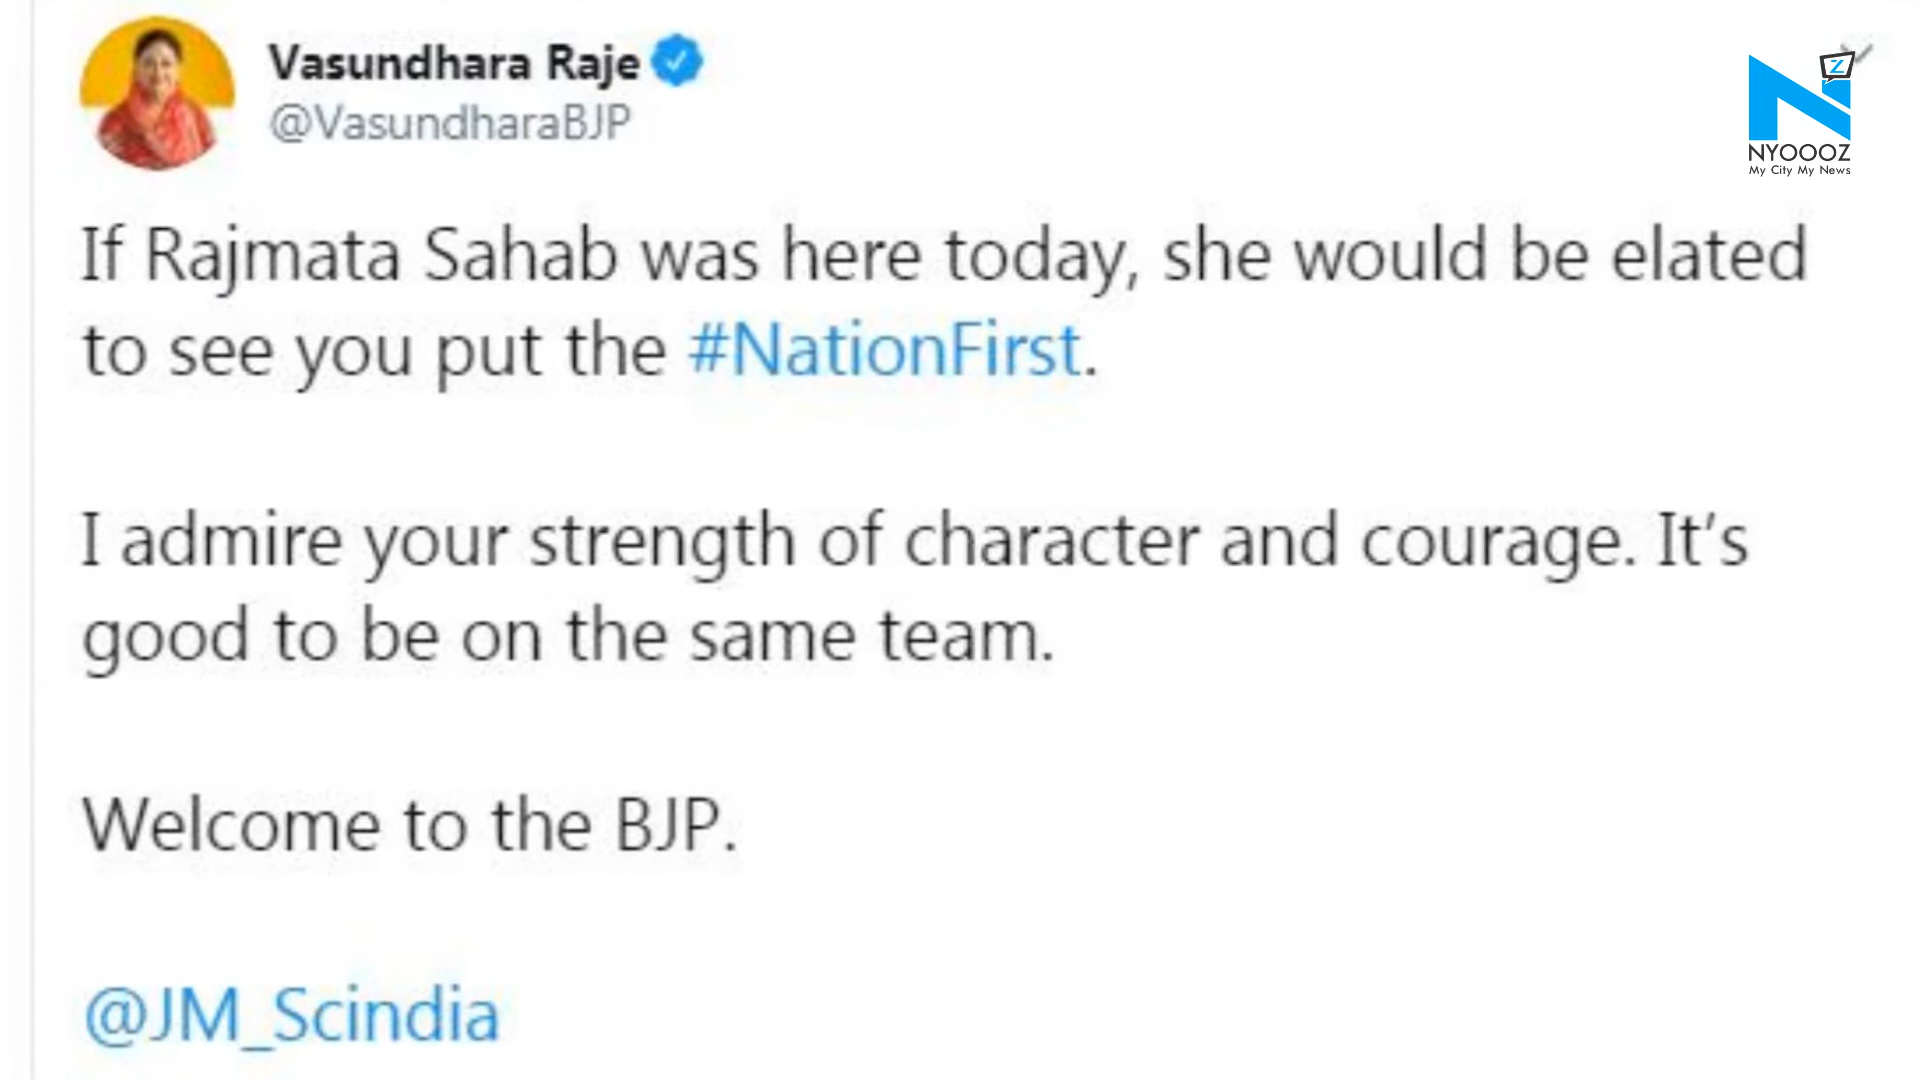 Vasundhara Raje
@VasundharaBJP
Z
NYOOOZ
My City My News
If Rajmata Sahab was here today, she would be elated
to see you put the #NationFirst.
I admire your strength of character and courage. It’s
good to be on the same team.
Welcome to the BJP.
@JM_Scindia